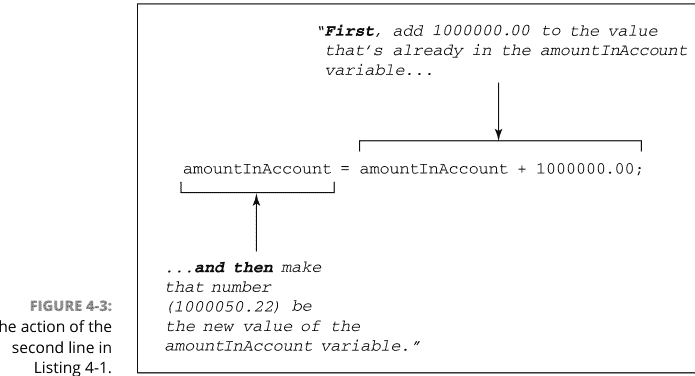 "First, add 1000000.00 to the value
that's already in the amountInAccount
variable...
amountInAccount = amountInAccount + 1000000.00;
...and then make
that number
(1000050.22) be
the new value of the
amountInAccount variable."
FIGURE 4-3:
he action of the
second line in
Listing 4-1.